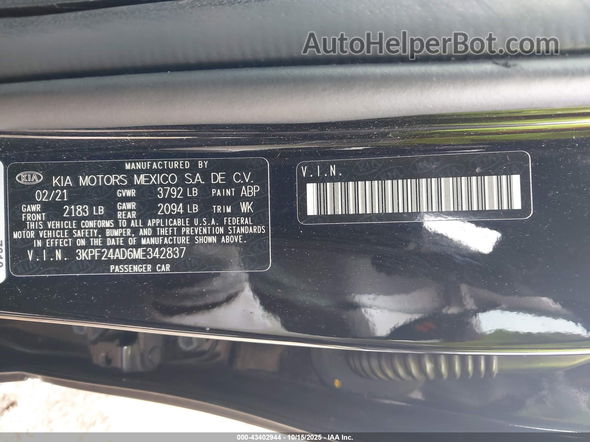 AutoHelperBot.com
MANUFACTURED BY
KIA KIA MOTORS MEXICO S.A. DE C.V.
02/21 GVWR 3792 LB PAINT ABP
GAWR FRONT 2183 LB GAWR REAR 2094 LB TRIM WK
THIS VEHICLE CONFORMS TO ALL APPLICABLE U.S.A. FEDERAL
MOTOR VEHICLE SAFETY, BUMPER, AND THEFT PREVENTION STANDARDS
IN EFFECT ON THE DATE OF MANUFACTURE SHOWN ABOVE.
V.I.N. 3KPF24AD6ME342837
PASSENGER CAR
V.I.N.
000-43402944 - 10/15/2025 - IAA Inc.